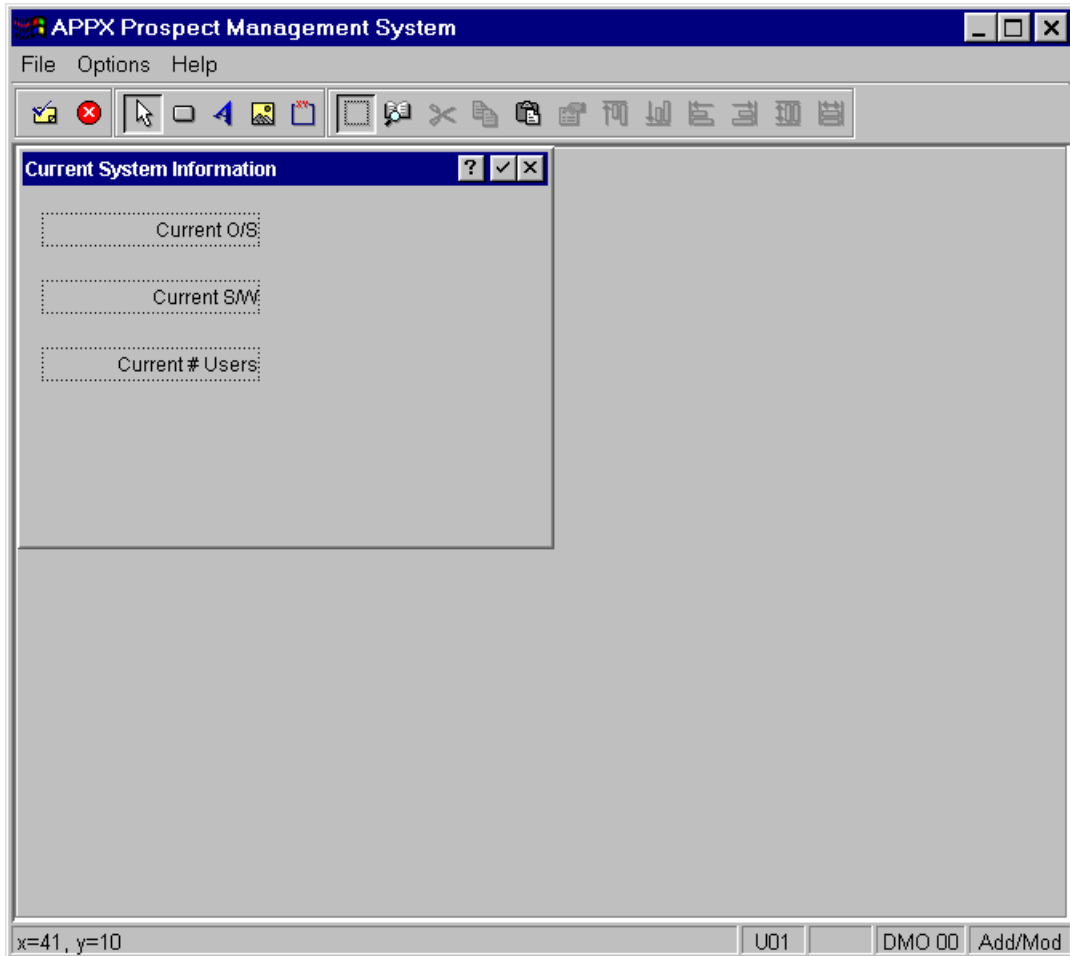 APPX Prospect Management System
File Options Help
Current System Information
Current O/S
Current S/W
Current # Users
x=41, y=10 U01 DMO 00 Add/Mod